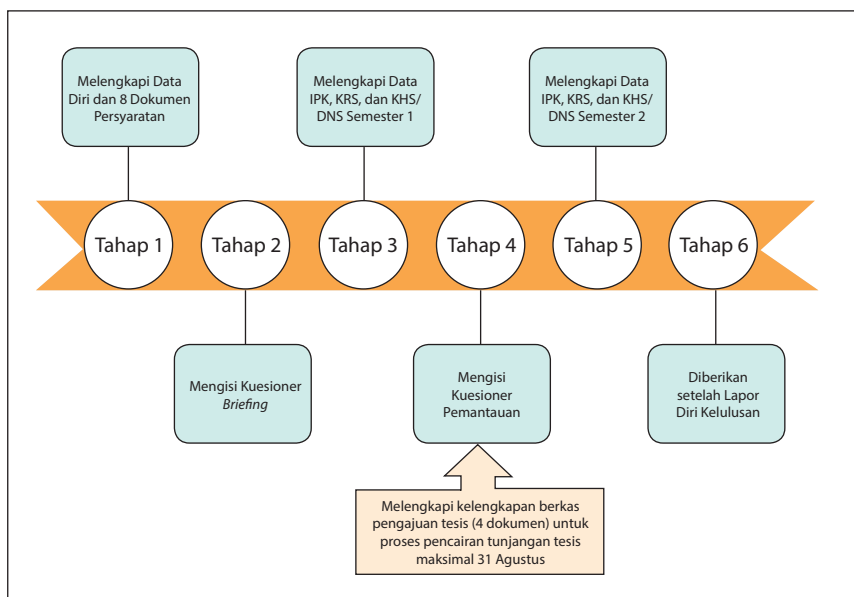 Melengkapi Data
Diri dan 8 Dokumen
Persyaratan
Melengkapi Data
IPK, KRS, dan KHS/
DNS Semester 1
Melengkapi Data
IPK, KRS, dan KHS/
DNS Semester 2
Tahap 1
Tahap 2
Tahap 3
Tahap 4
Tahap 5
Tahap 6
Mengisi Kuesioner
Briefing
Mengisi
Kuesioner
Pemantauan
Diberikan
setelah Lapor
Diri Kelulusan
Melengkapi kelengkapan berkas
pengajuan tesis (4 dokumen) untuk
proses pencairan tunjangan tesis
maksimal 31 Agustus